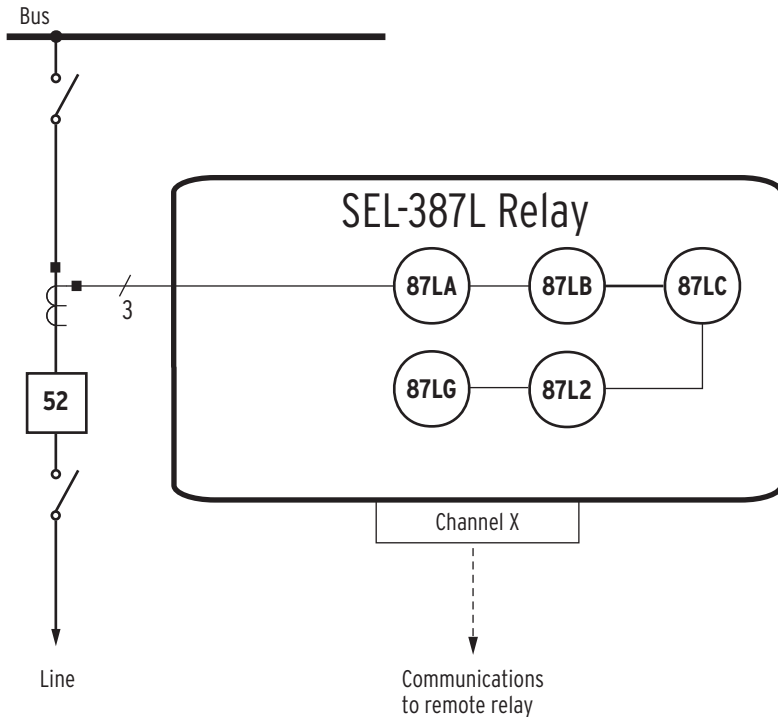 Bus
SEL-387L Relay
87LA
87LB
87LC
3
87LG
87L2
52
Channel X
Line
Communications
to remote relay